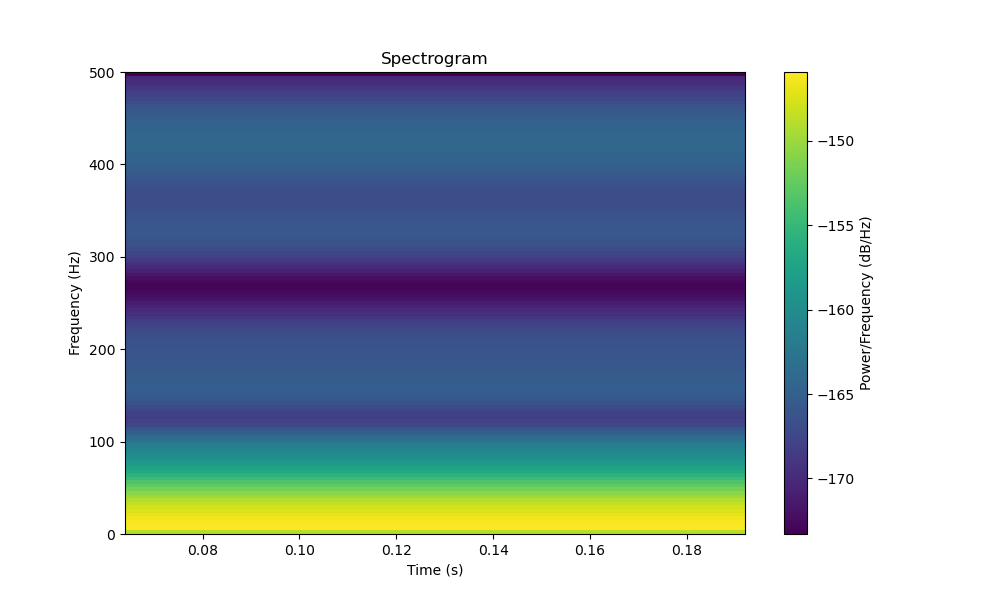 Spectrogram
500
400
300
200
100
0
Frequency (Hz)
0.08 0.10 0.12 0.14 0.16 0.18
Time (s)
−150
−155
−160
−165
−170
Power/Frequency (dB/Hz)